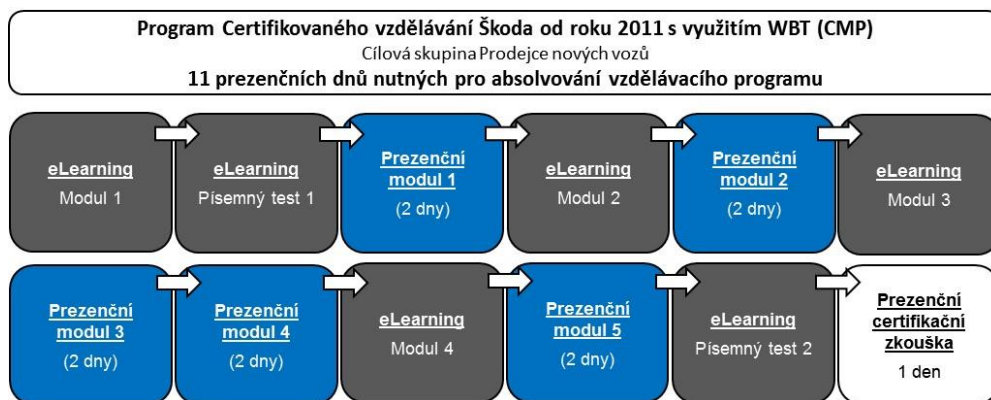 Program Certifikovaného vzdělávání Škoda od roku 2011 s využitím WBT (CMP)
Cílová skupina Prodejce nových vozů
11 prezenčních dnů nutných pro absolvování vzdělávacího programu
eLearning
Modul 1
eLearning
Písemný test 1
Prezenční
modul 1
(2 dny)
eLearning
Modul 2
Prezenční
modul 2
(2 dny)
eLearning
Modul 3
Prezenční
modul 3
(2 dny)
Prezenční
modul 4
(2 dny)
eLearning
Modul 4
Prezenční
modul 5
(2 dny)
eLearning
Písemný test 2
Prezenční
certifikační
zkouška
1 den